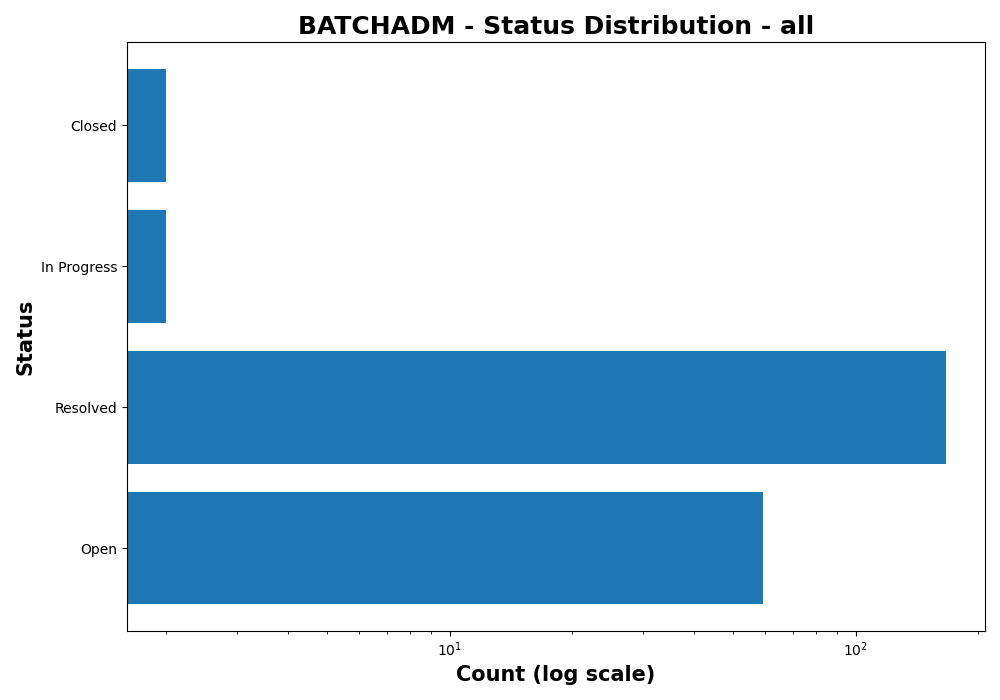 BATCHADM - Status Distribution - all
Closed
In Progress
Resolved
Open
Status
10¹
10²
Count (log scale)